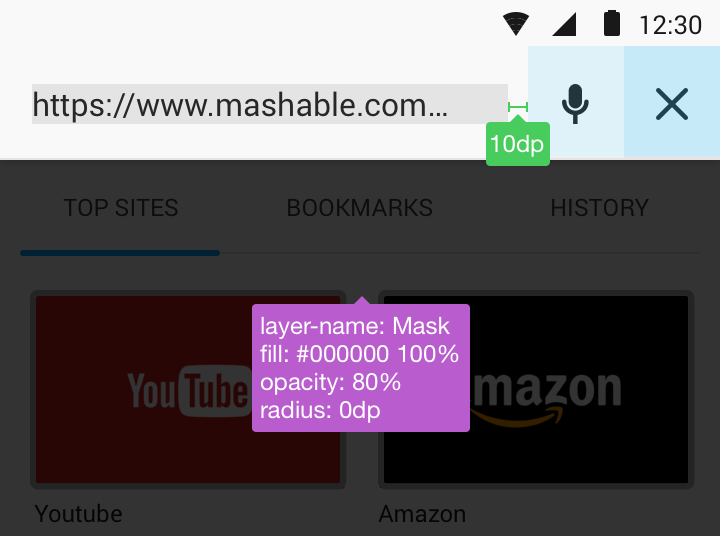 12:30
https://www.mashable.com...
10dp
TOP SITES BOOKMARKS HISTORY
layer-name: Mask
fill: #000000 100%
opacity: 80%
radius: 0dp
YouTube
mazon
Youtube
Amazon